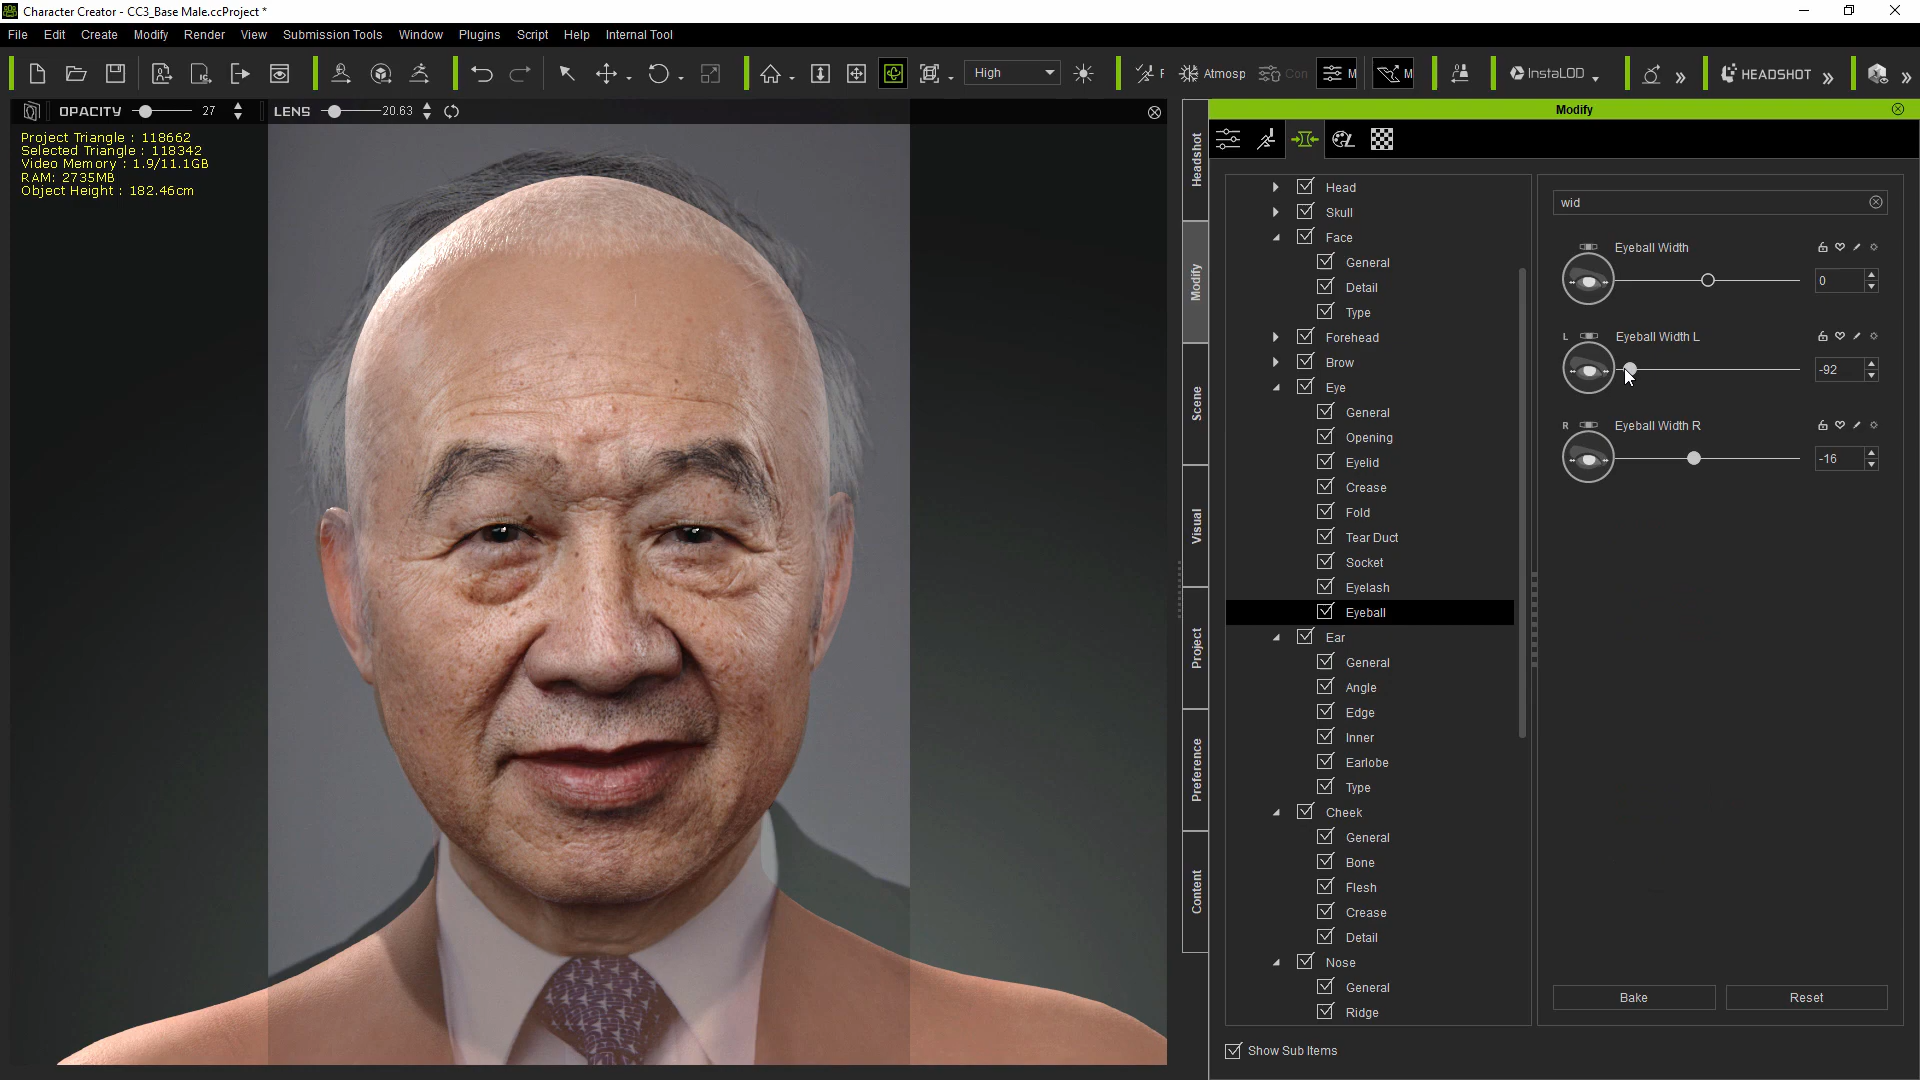 Character Creator - CC3_Base Male.ccProject *
File Edit Create Modify Render View Submission Tools Window Plugins Script Help Internal Tool
High F Atmosp Con M M InstaLOD HEADSHOT
OPACITY 27 LENS 20.63
Project Triangle : 118662
Selected Triangle : 118342
Video Memory : 1.9/11.1GB
RAM: 2735MB
Object Height : 182.46cm
Headshot
Modify
Scene
Visual
Project
Preference
Content
Modify
Head
Skull
Face
General
Detail
Type
Forehead
Brow
Eye
General
Opening
Eyelid
Crease
Fold
Tear Duct
Socket
Eyelash
Eyeball
Ear
General
Angle
Edge
Inner
Earlobe
Type
Cheek
General
Bone
Flesh
Crease
Detail
Nose
General
Ridge
Show Sub Items
wid
Eyeball Width
0
L Eyeball Width L
-92
R Eyeball Width R
-16
Bake Reset